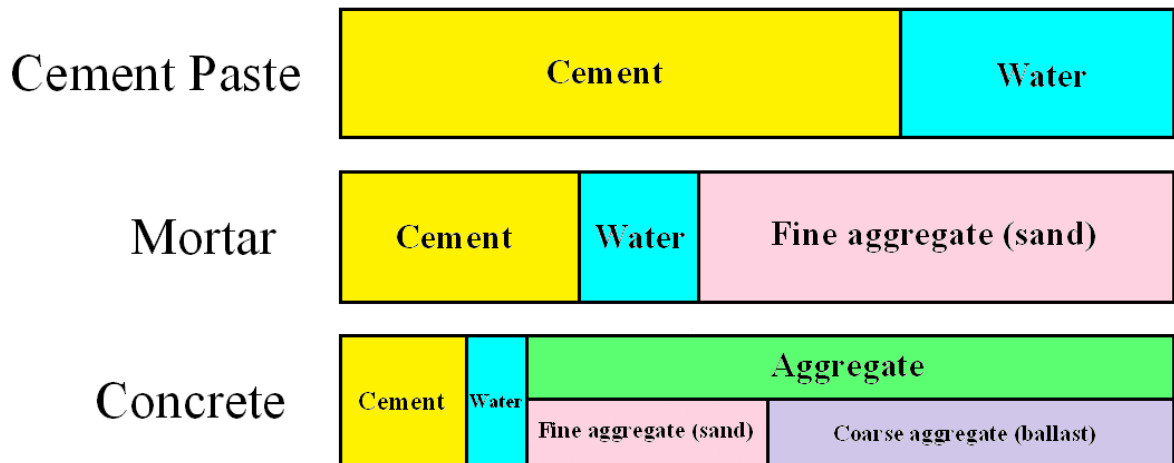 Cement Paste
Cement
Water
Mortar
Cement
Water
Fine aggregate (sand)
Concrete
Cement
Water
Aggregate
Fine aggregate (sand)
Coarse aggregate (ballast)